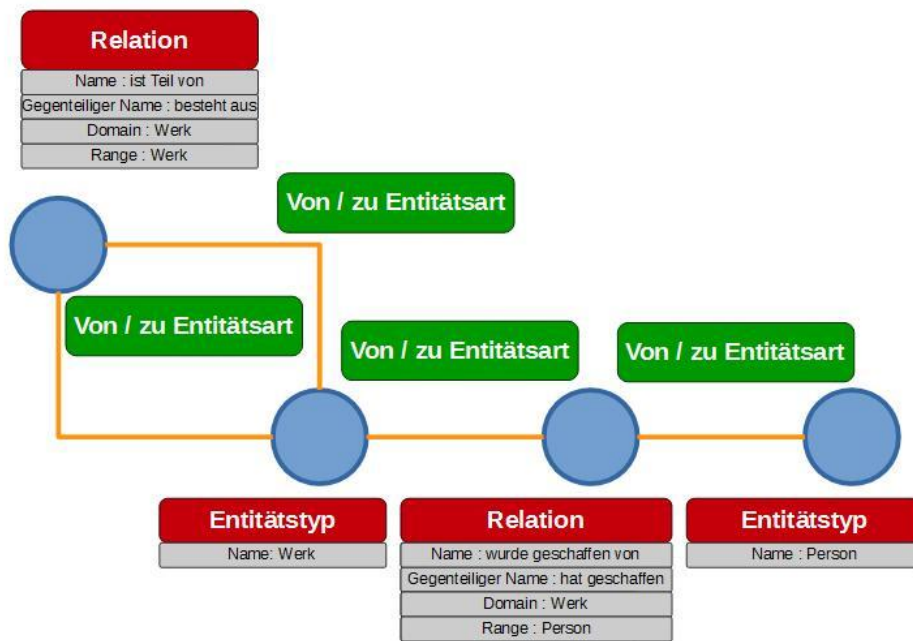 Relation
Name : ist Teil von
Gegenteiliger Name : besteht aus
Domain : Werk
Range : Werk
Von / zu Entitätsart
Von / zu Entitätsart
Von / zu Entitätsart
Von / zu Entitätsart
Entitätstyp
Name: Werk
Relation
Name : wurde geschaffen von
Gegenteiliger Name : hat geschaffen
Domain : Werk
Range : Person
Entitätstyp
Name : Person